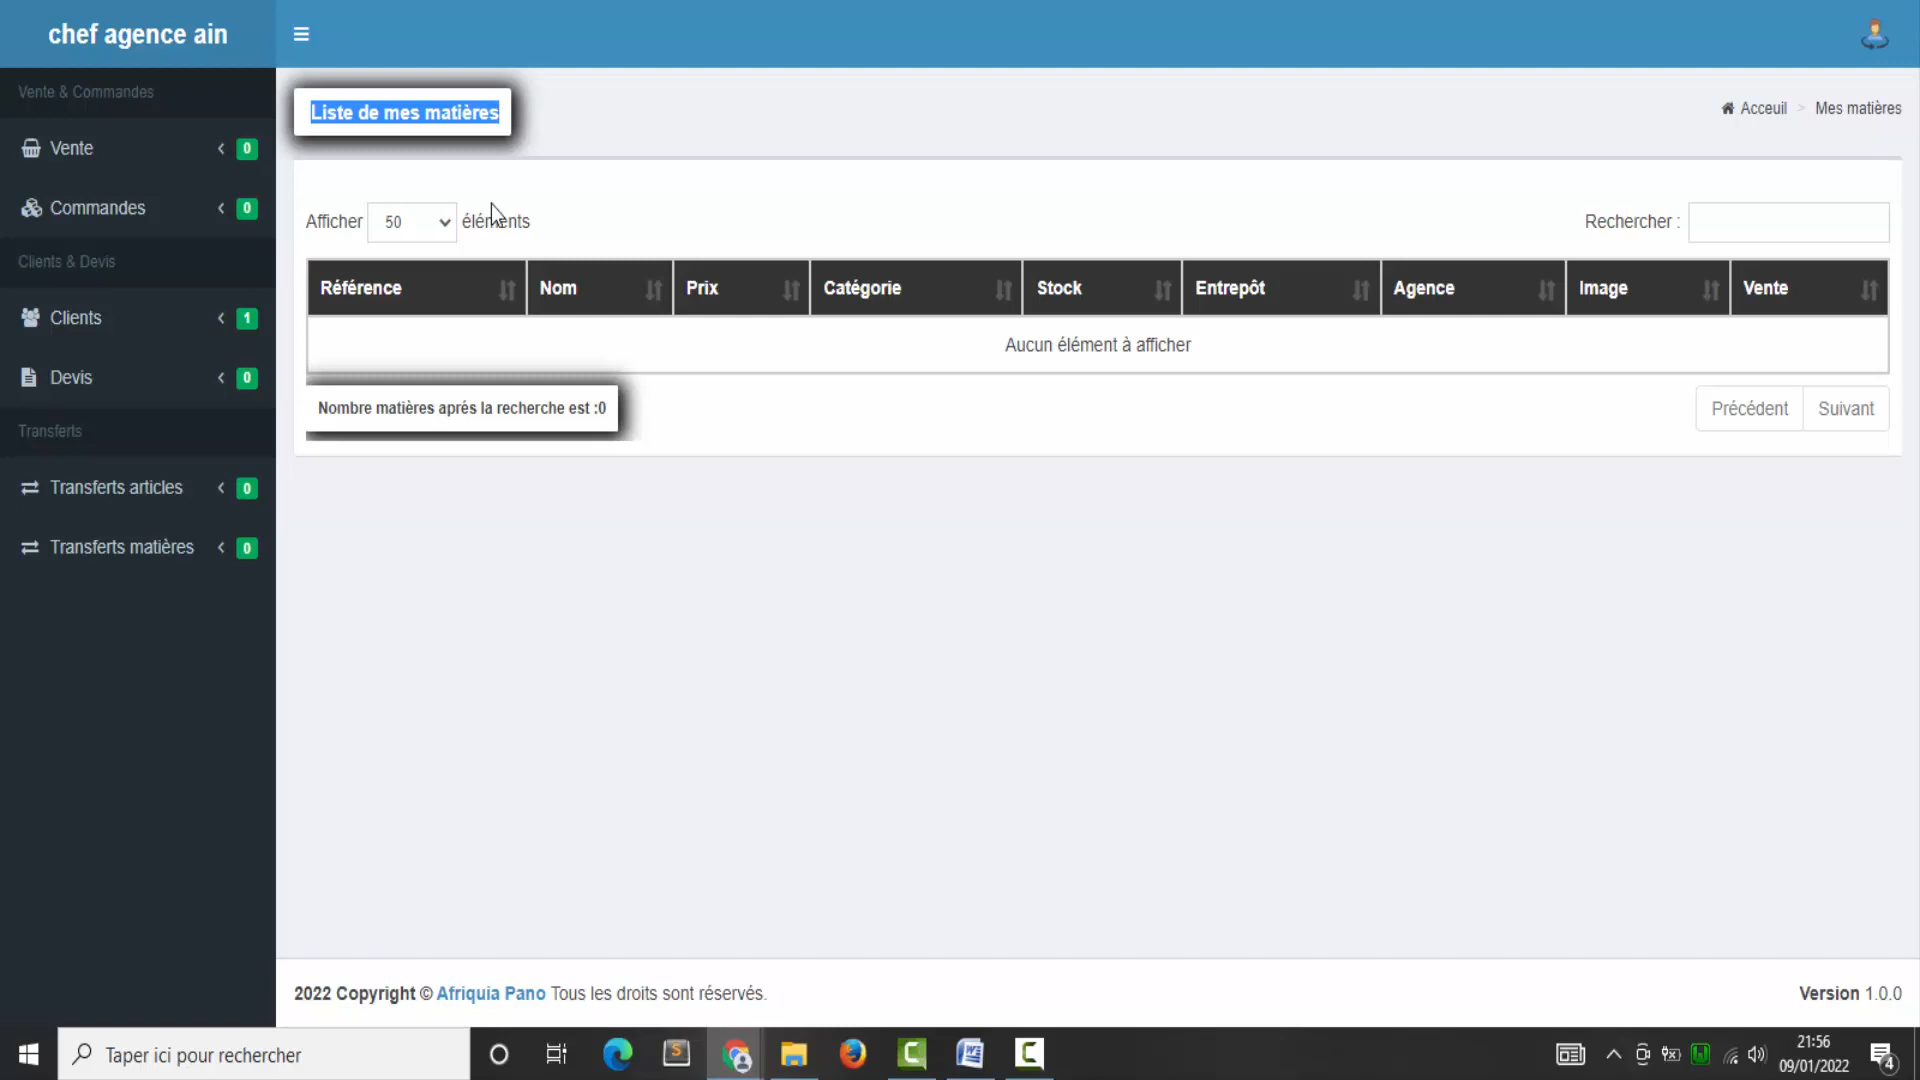 chef agence ain
Vente & Commandes
Vente 0
Commandes 0
Clients & Devis
Clients 1
Devis 0
Transferts
Transferts articles 0
Transferts matières 0
Liste de mes matières
Acceuil > Mes matières
Afficher 50 éléments
Rechercher :
Référence Nom Prix Catégorie Stock Entrepôt Agence Image Vente
Aucun élément à afficher
Nombre matières aprés la recherche est :0
Précédent Suivant
2022 Copyright © Afriquia Pano Tous les droits sont réservés.
Version 1.0.0
Taper ici pour rechercher
21:56
09/01/2022
4